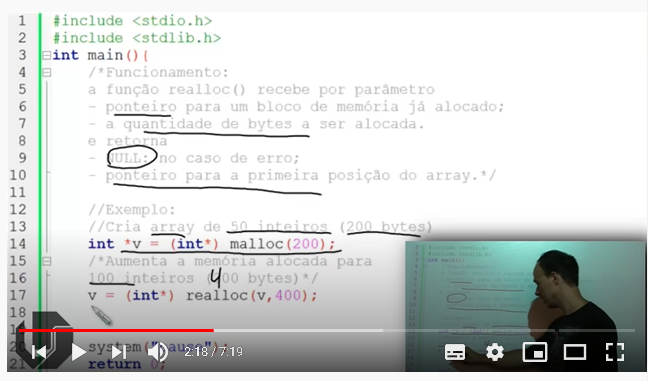 1 #include <stdio.h>
2 #include <stdlib.h>
3 int main(){
4 /*Funcionamento:
5 a função realloc() recebe por parâmetro
6 - ponteiro para um bloco de memória já alocado;
7 - a quantidade de bytes a ser alocada.
8 e retorna
9 - NULL: no caso de erro;
10 - ponteiro para a primeira posição do array.*/
11
12 //Exemplo:
13 //Cria array de 50 inteiros (200 bytes)
14 int *v = (int*) malloc(200);
15 /*Aumenta a memória alocada para
16 100 inteiros (400 bytes)*/
4
17 v = (int*) realloc(v,400);
18
20 system("pause");
21 return 0;
2:18 / 7:19